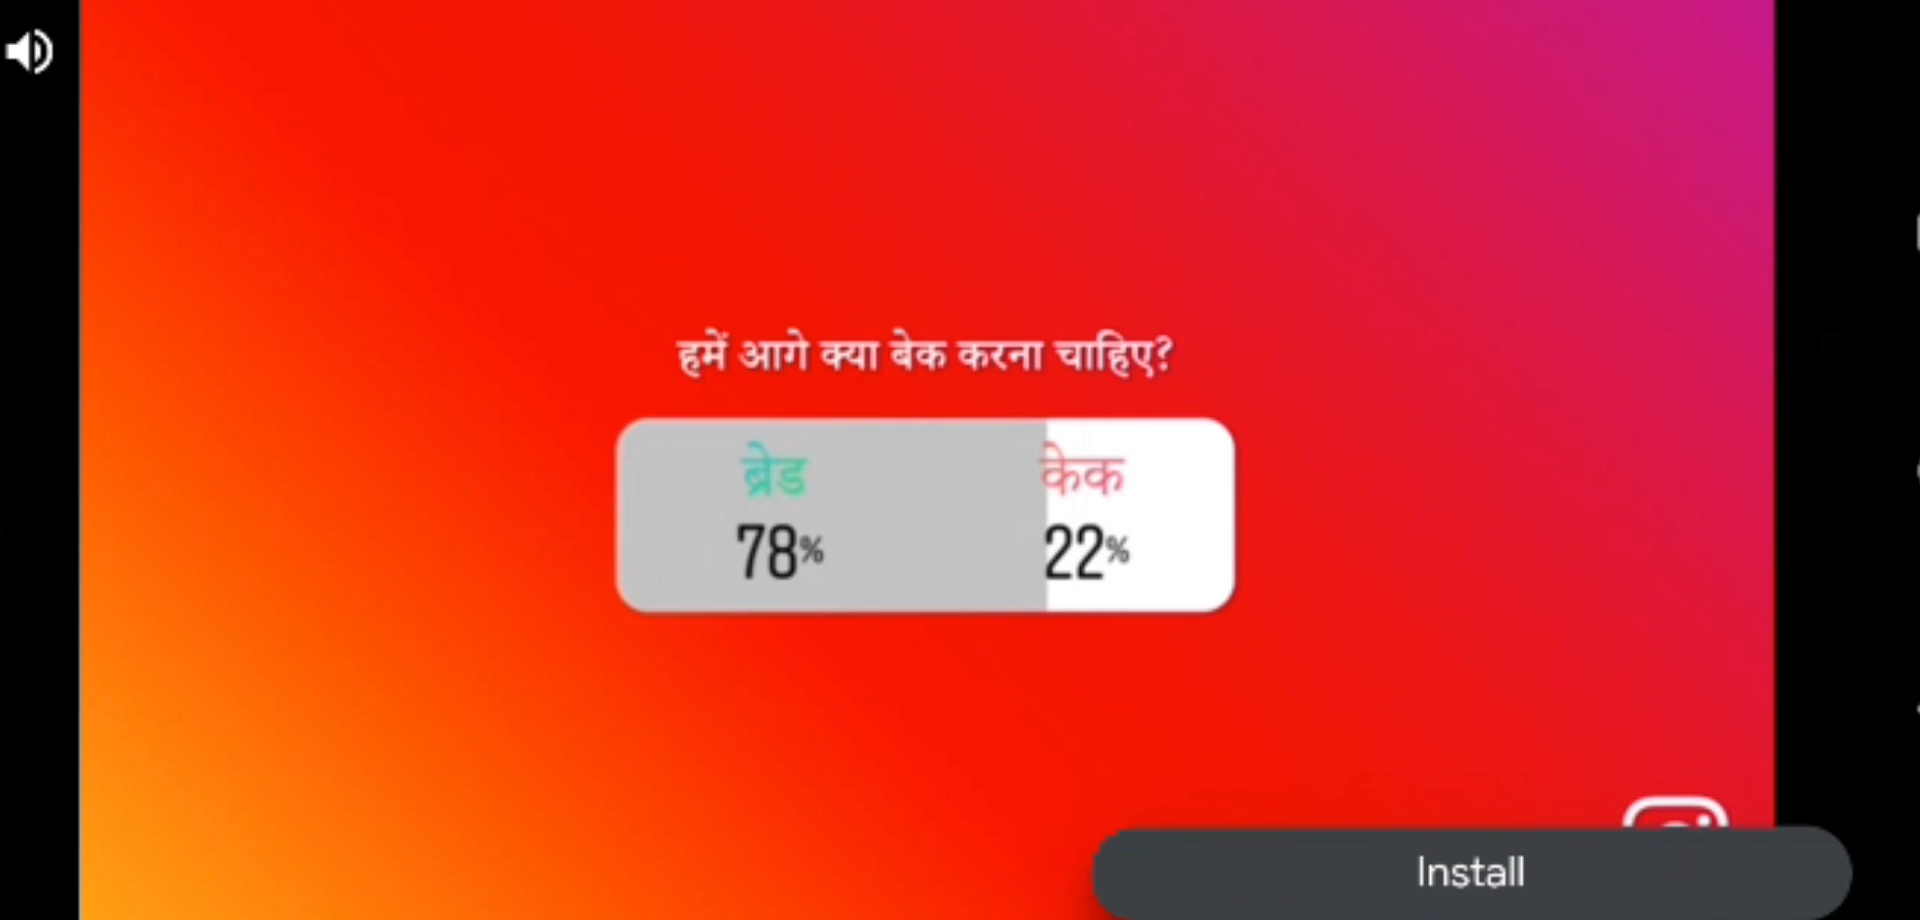 हमें आगे क्या बेक करना चाहिए?
ब्रेड केक
78% 22%
Install